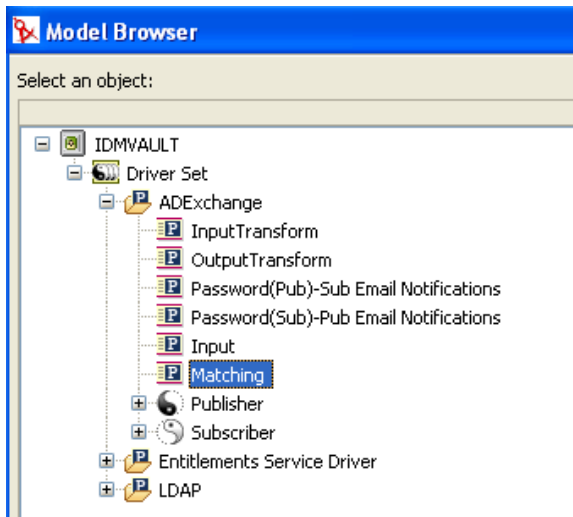 Model Browser
Select an object:
IDMVAULT
Driver Set
ADExchange
InputTransform
OutputTransform
Password(Pub)-Sub Email Notifications
Password(Sub)-Pub Email Notifications
Input
Matching
Publisher
Subscriber
Entitlements Service Driver
LDAP